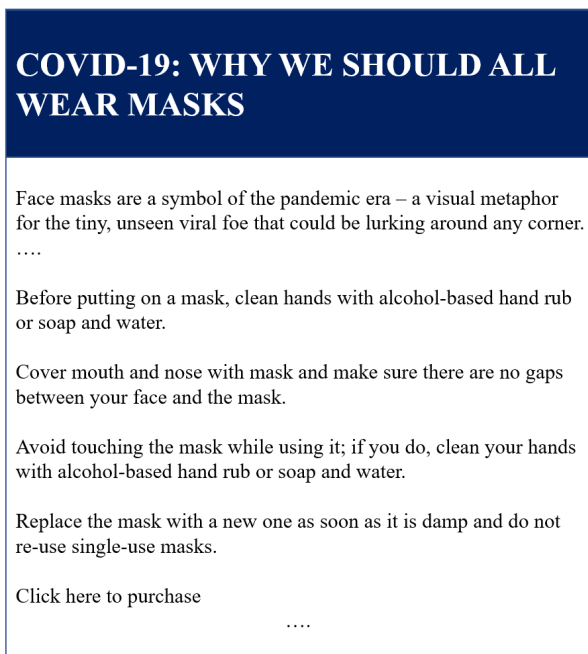 COVID-19: WHY WE SHOULD ALL
WEAR MASKS
Face masks are a symbol of the pandemic era – a visual metaphor
for the tiny, unseen viral foe that could be lurking around any corner.
….
Before putting on a mask, clean hands with alcohol-based hand rub
or soap and water.
Cover mouth and nose with mask and make sure there are no gaps
between your face and the mask.
Avoid touching the mask while using it; if you do, clean your hands
with alcohol-based hand rub or soap and water.
Replace the mask with a new one as soon as it is damp and do not
re-use single-use masks.
Click here to purchase
….